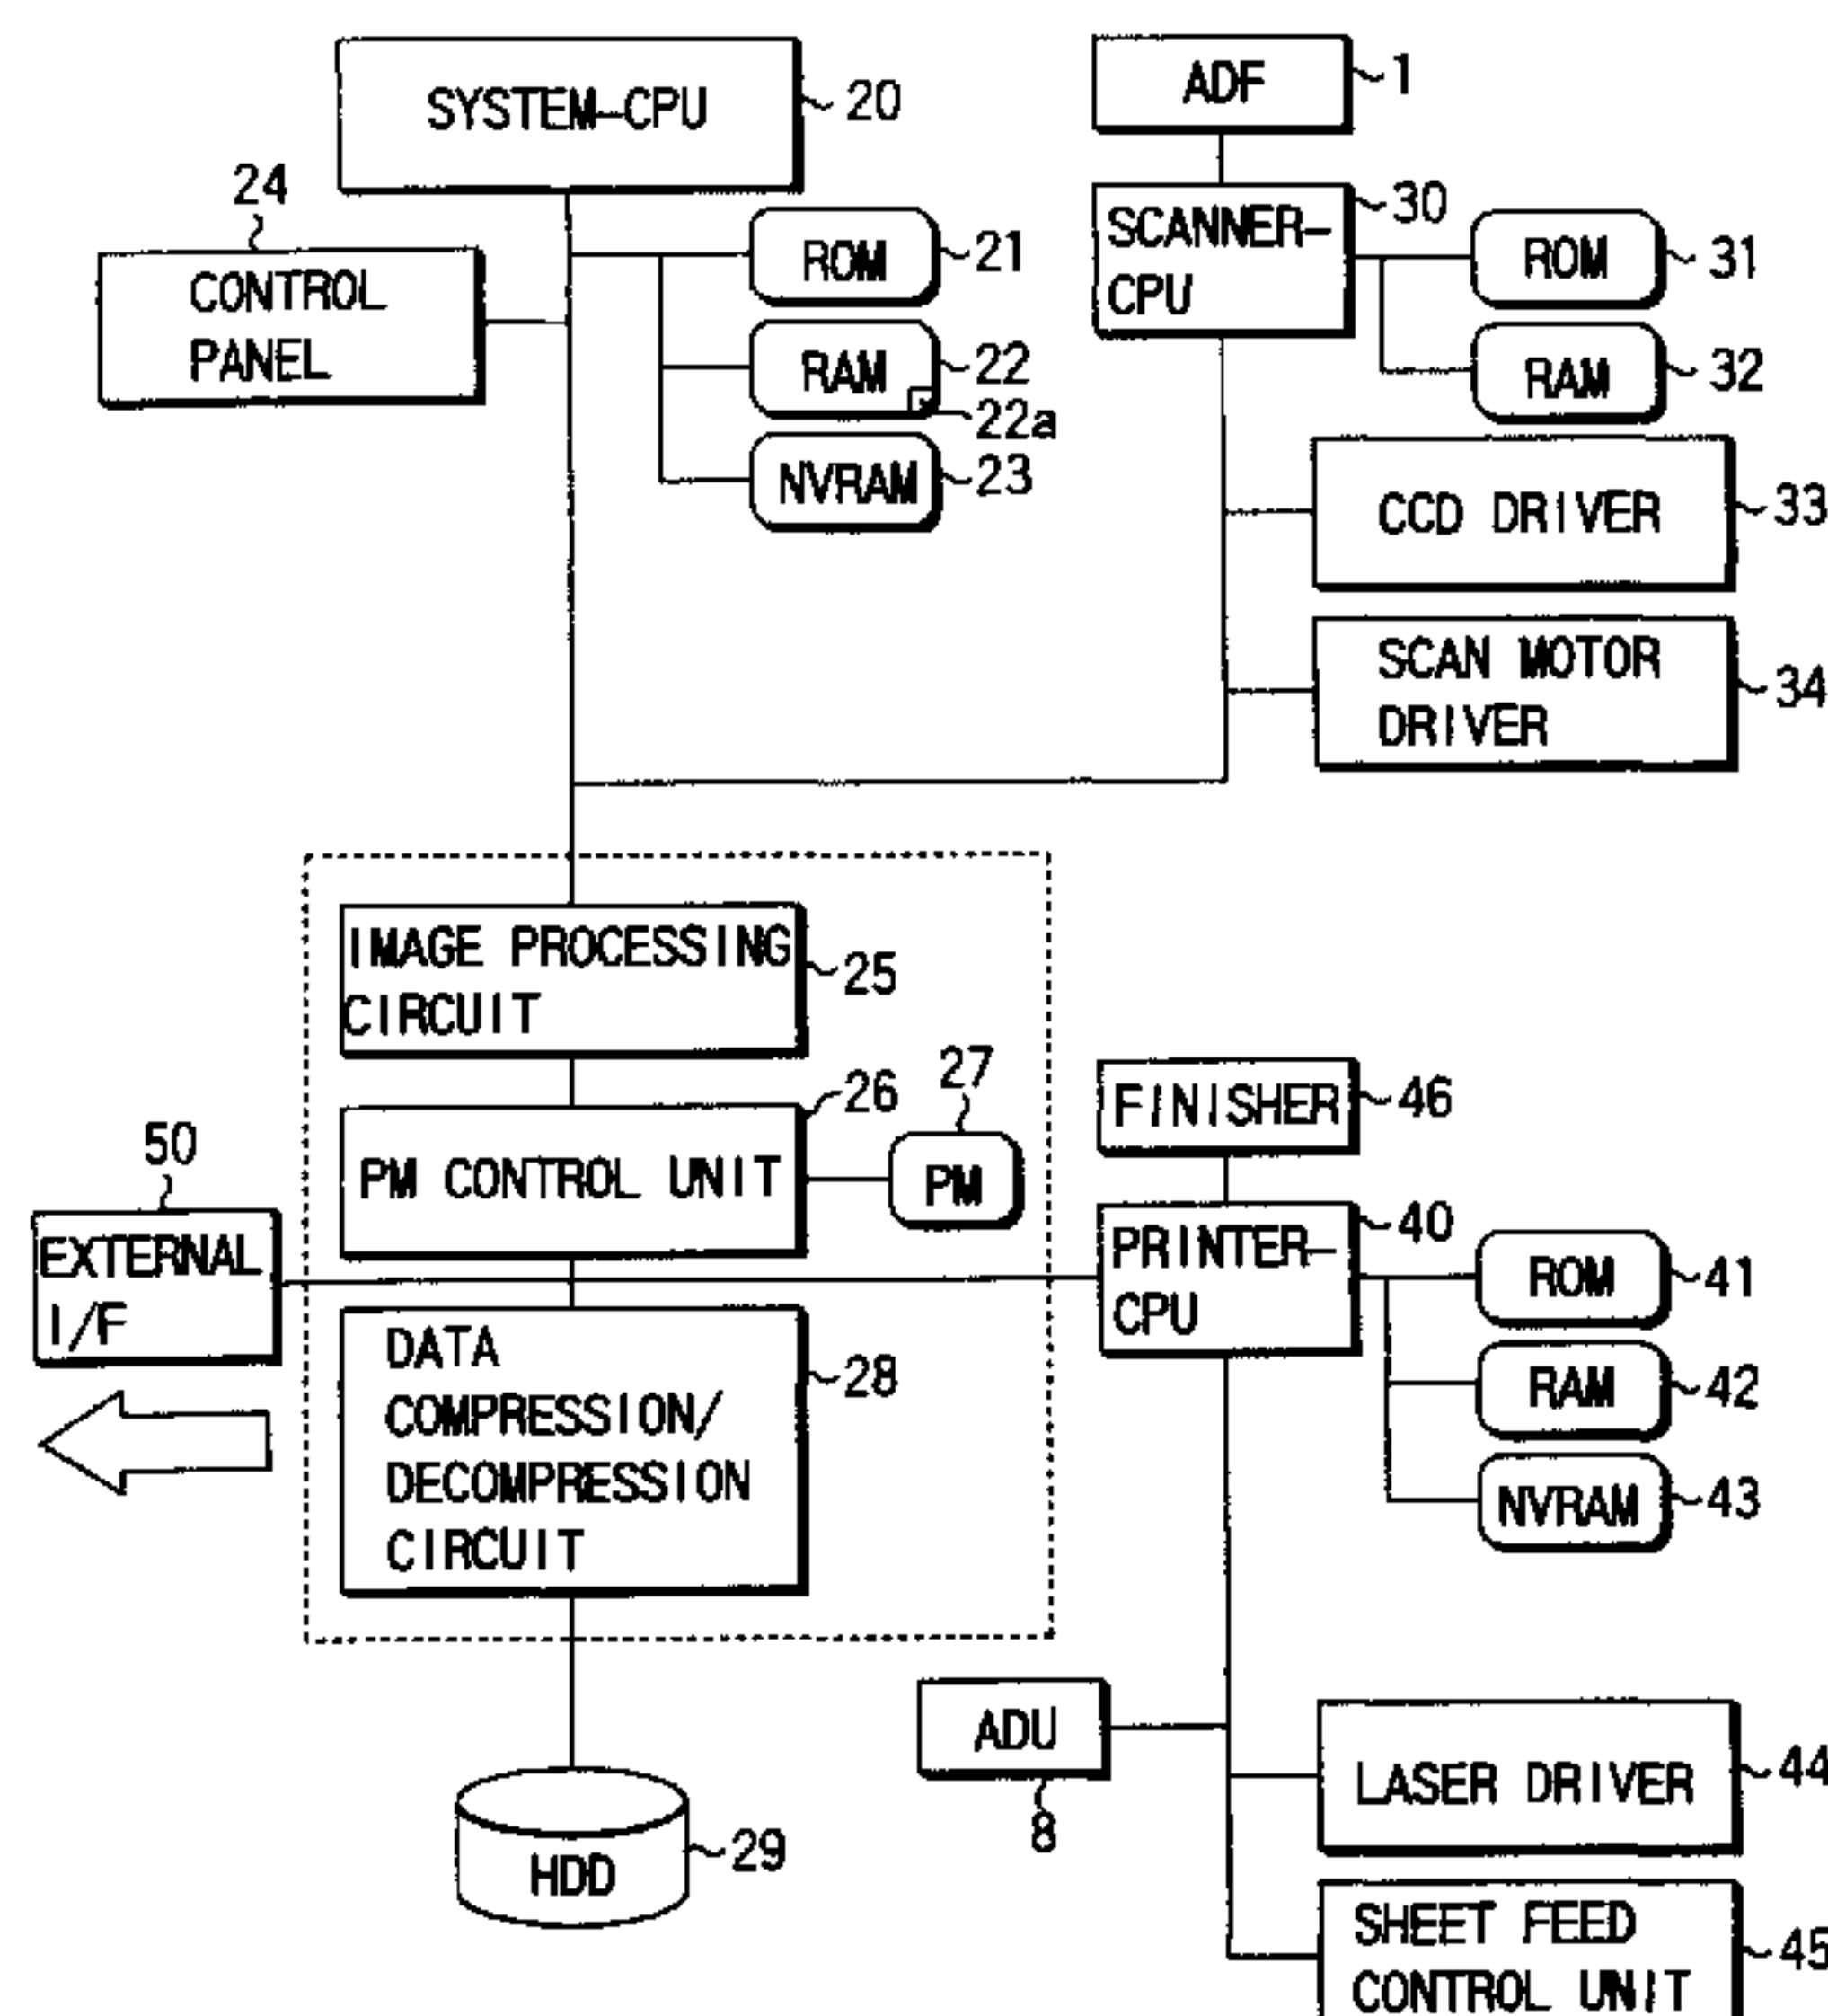 SYSTEM-CPU
20
ADF
1
24
CONTROL
PANEL
ROM
21
RAM
22
22a
NVRAM
23
SCANNER-
CPU
30
ROM
31
RAM
32
CCD DRIVER
33
SCAN MOTOR
DRIVER
34
IMAGE PROCESSING
CIRCUIT
25
PM CONTROL UNIT
26
27
PM
50
EXTERNAL
I/F
DATA
COMPRESSION/
DECOMPRESSION
CIRCUIT
28
HDD
29
FINISHER
46
PRINTER-
CPU
40
ROM
41
RAM
42
NVRAM
43
ADU
8
LASER DRIVER
44
SHEET FEED
CONTROL UNIT
45